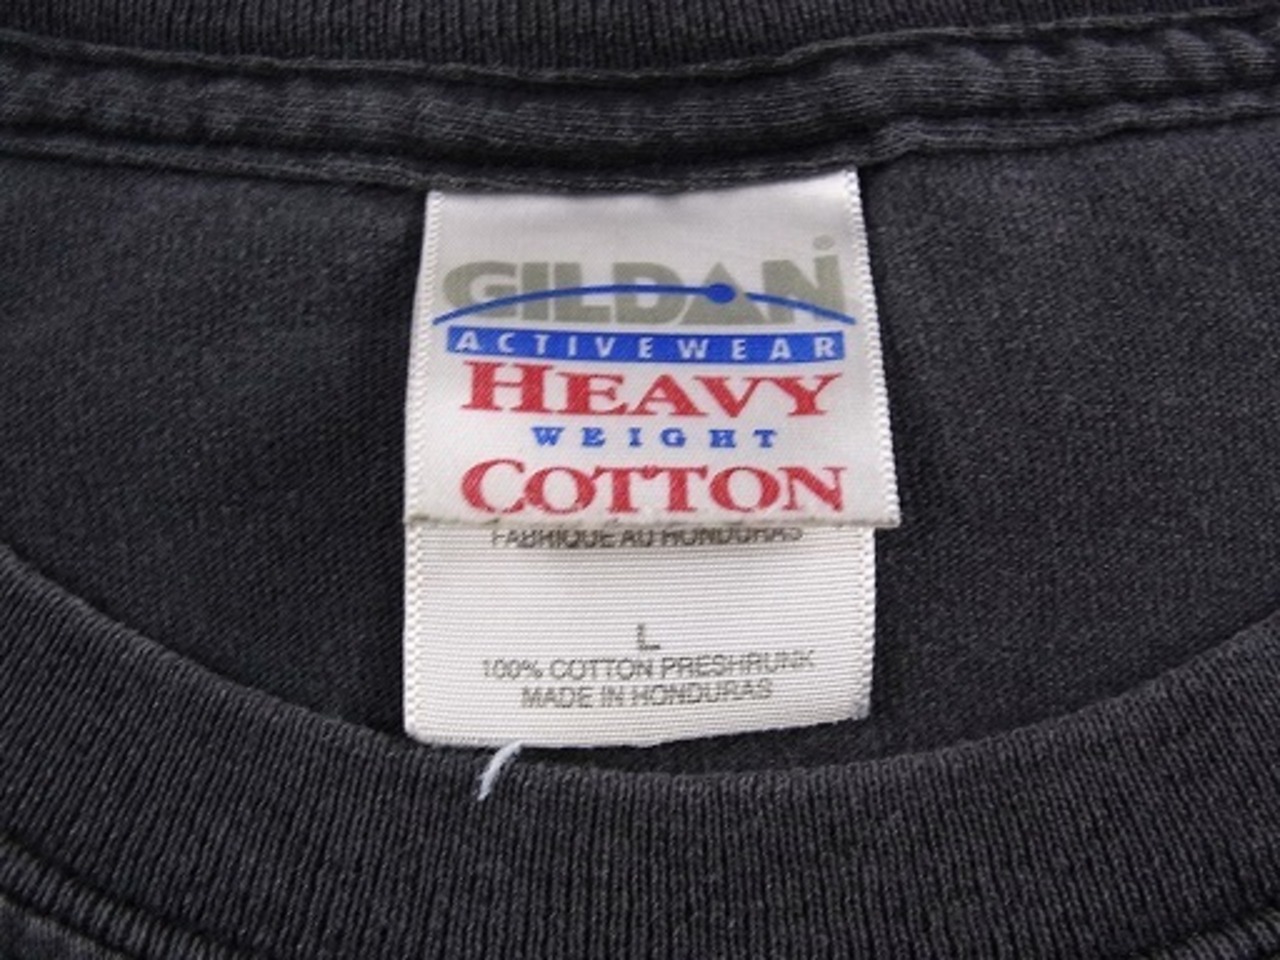 GILDAN
ACTIVEWEAR
HEAVY
WEIGHT
COTTON
FABRIQUE AU HONDURAS
L
100% COTTON PRESHRUNK
MADE IN HONDURAS